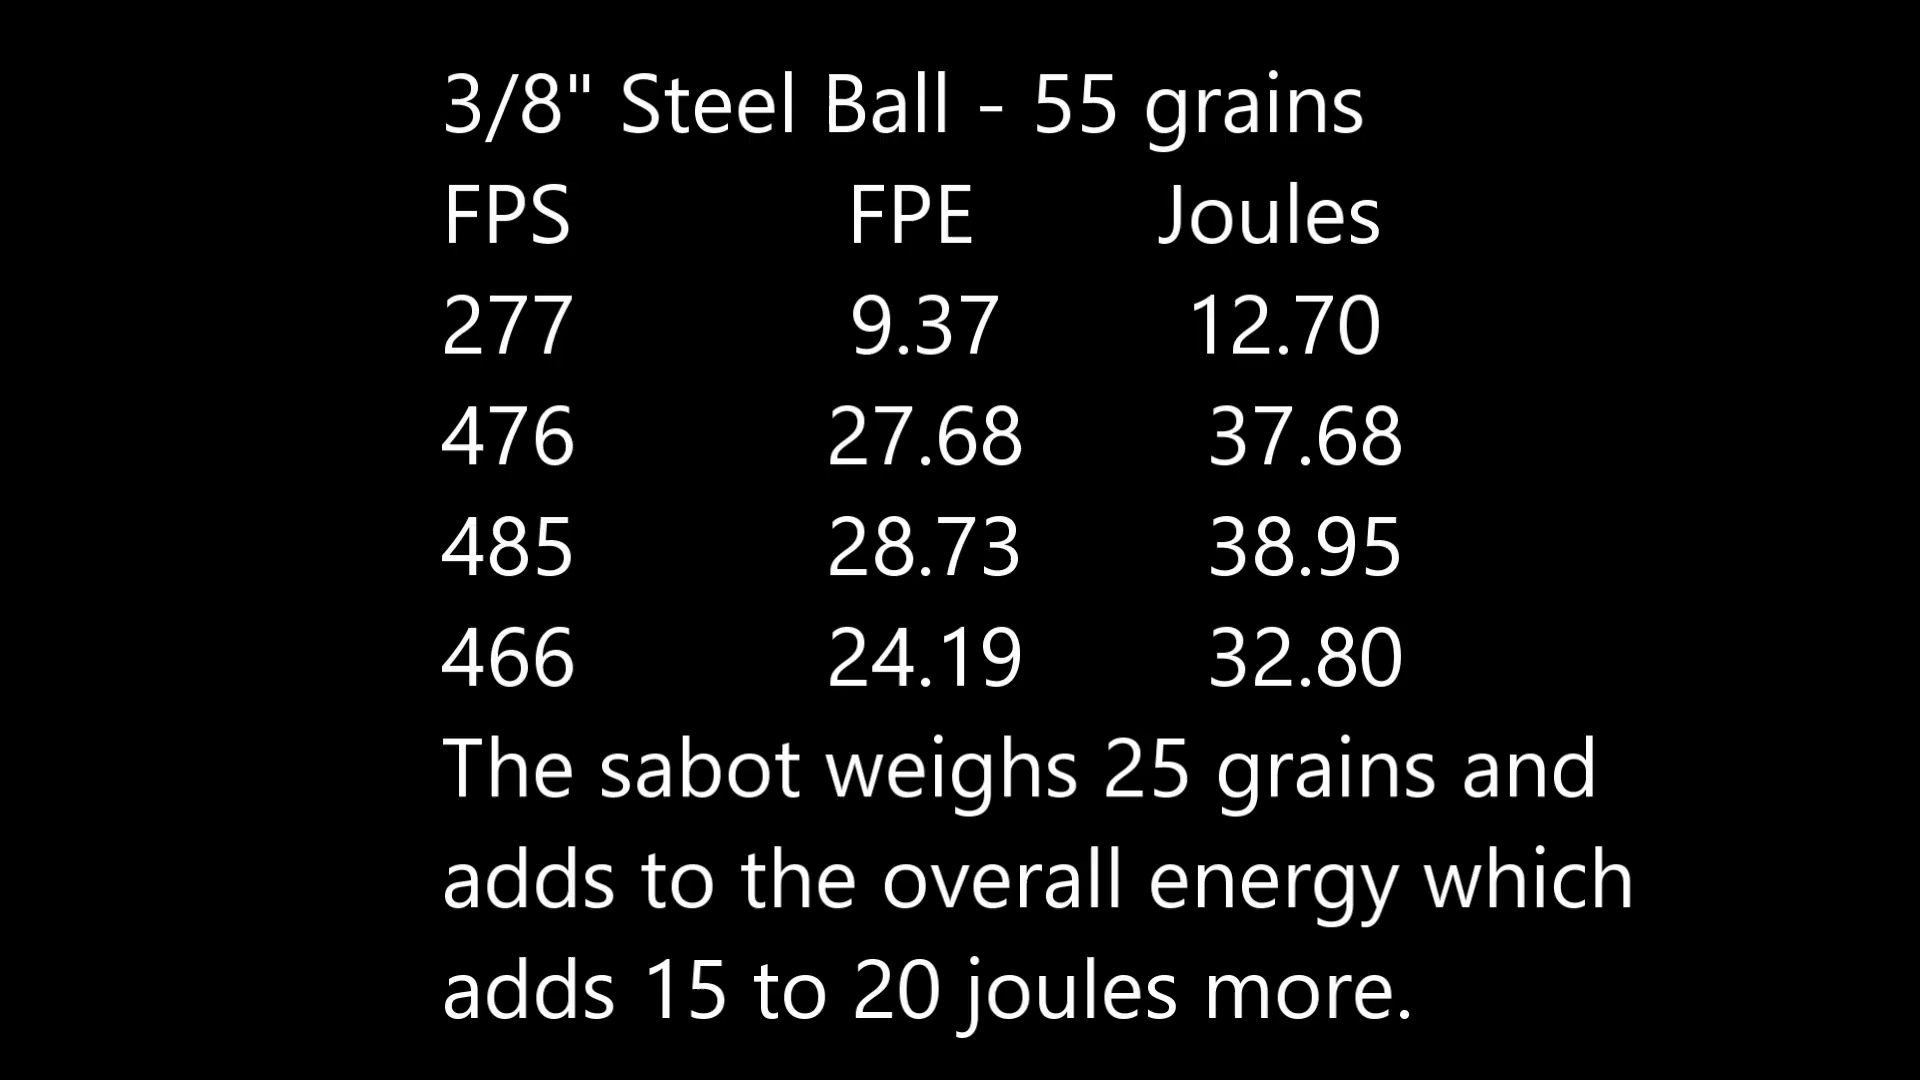 3/8" Steel Ball - 55 grains
FPS FPE Joules
277 9.37 12.70
476 27.68 37.68
485 28.73 38.95
466 24.19 32.80
The sabot weighs 25 grains and
adds to the overall energy which
adds 15 to 20 joules more.